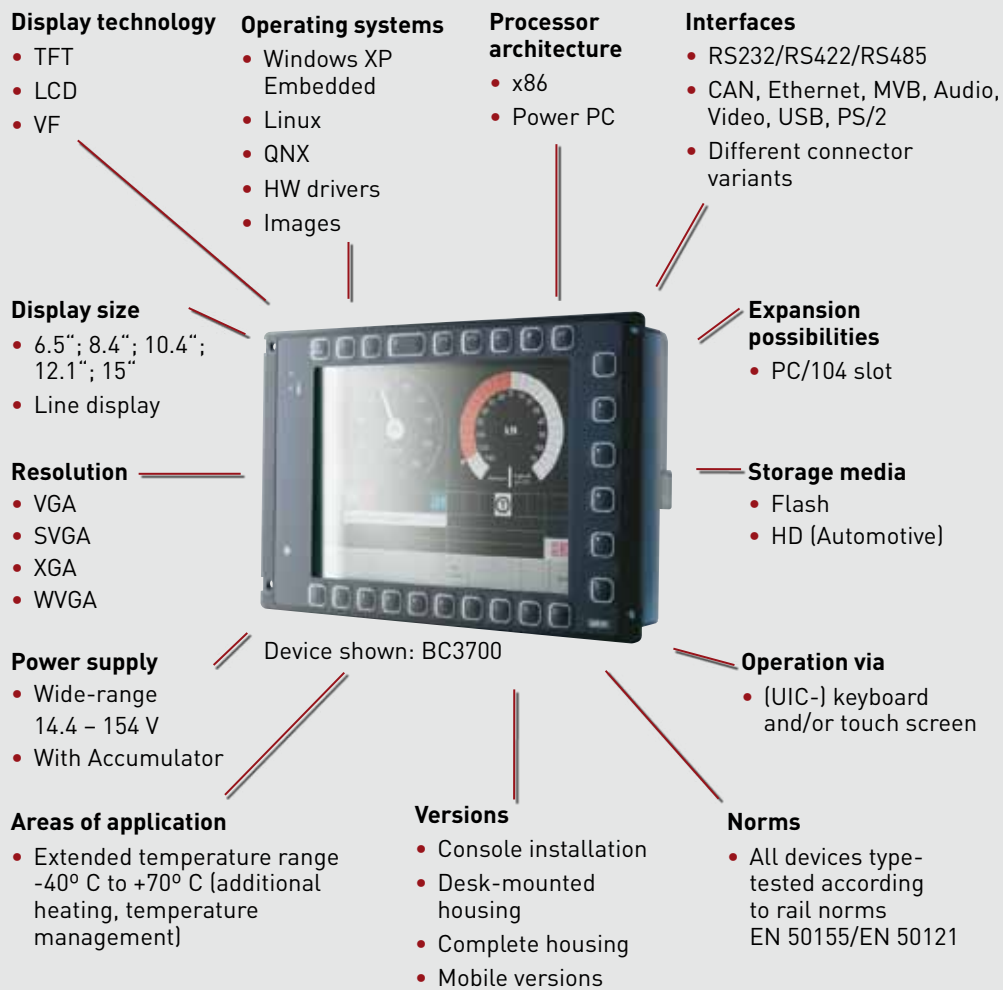 Display technology
• TFT
• LCD
• VF
Operating systems
• Windows XP
Embedded
• Linux
• QNX
• HW drivers
• Images
Processor
architecture
• x86
• Power PC
Interfaces
• RS232/RS422/RS485
• CAN, Ethernet, MVB, Audio,
Video, USB, PS/2
• Different connector
variants
Display size
• 6.5“; 8.4“; 10.4“;
12.1“; 15“
• Line display
Expansion
possibilities
• PC/104 slot
Resolution
• VGA
• SVGA
• XGA
• WVGA
kN
Storage media
• Flash
• HD (Automotive)
Device shown: BC3700
Power supply
• Wide-range
14.4 – 154 V
• With Accumulator
Operation via
• (UIC-) keyboard
and/or touch screen
Areas of application
• Extended temperature range
-40º C to +70º C (additional
heating, temperature
management)
Versions
• Console installation
• Desk-mounted
housing
• Complete housing
• Mobile versions
Norms
• All devices type-
tested according
to rail norms
EN 50155/EN 50121